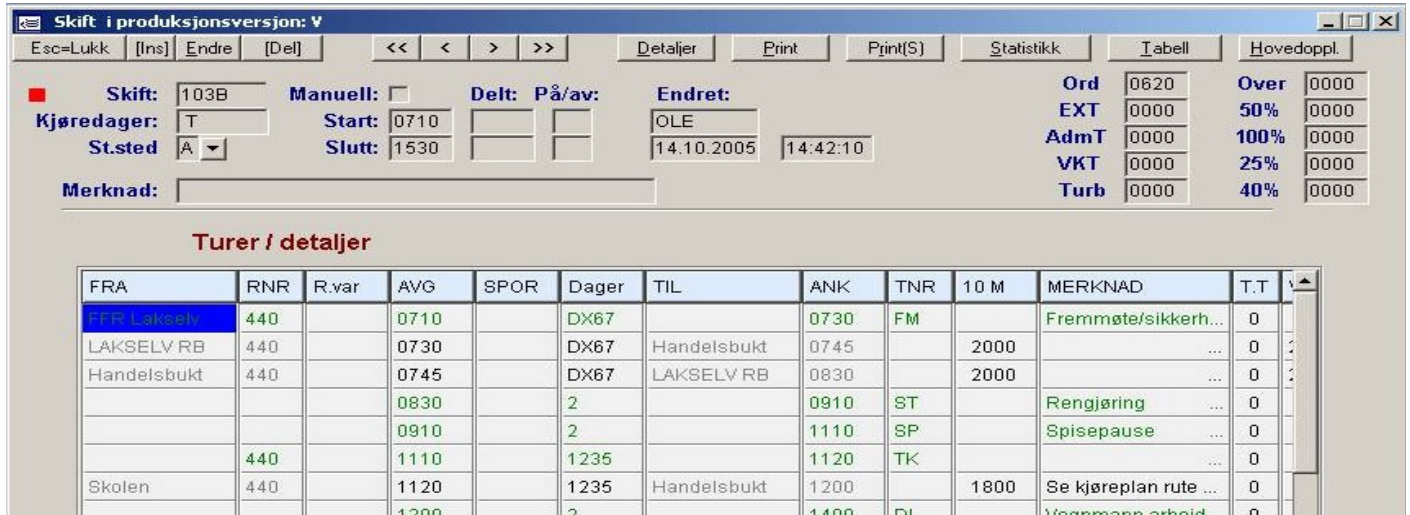 Skift i produksjonsversjon: V
Esc=Lukk [Ins] Endre [Del] << < > >> Detaljer Print Print(S) Statistikk Tabell Hovedoppl.
Skift: 103B Manuell: Delt: På/av: Endret: Ord 0620 Over 0000
Kjøredager: T Start: 0710 OLE EXT 0000 50% 0000
St.sted A Slutt: 1530 14.10.2005 14:42:10 AdmT 0000 100% 0000
VKT 0000 25% 0000
Merknad: Turb 0000 40% 0000
Turer / detaljer
FRA RNR R.var AVG SPOR Dager TIL ANK TNR 10 M MERKNAD T.T
FFR Lakselv 440 0710 DX67 0730 FM Fremmøte/sikkerh... 0
LAKSELV RB 440 0730 DX67 Handelsbukt 0745 2000 ... 0
Handelsbukt 440 0745 DX67 LAKSELV RB 0830 2000 ... 0
0830 2 0910 ST Rengjøring ... 0
0910 2 1110 SP Spisepause ... 0
440 1110 1235 1120 TK ... 0
Skolen 440 1120 1235 Handelsbukt 1200 1800 Se kjøreplan rute ... 0
1200 2 1400 Vognmann arbeid 0